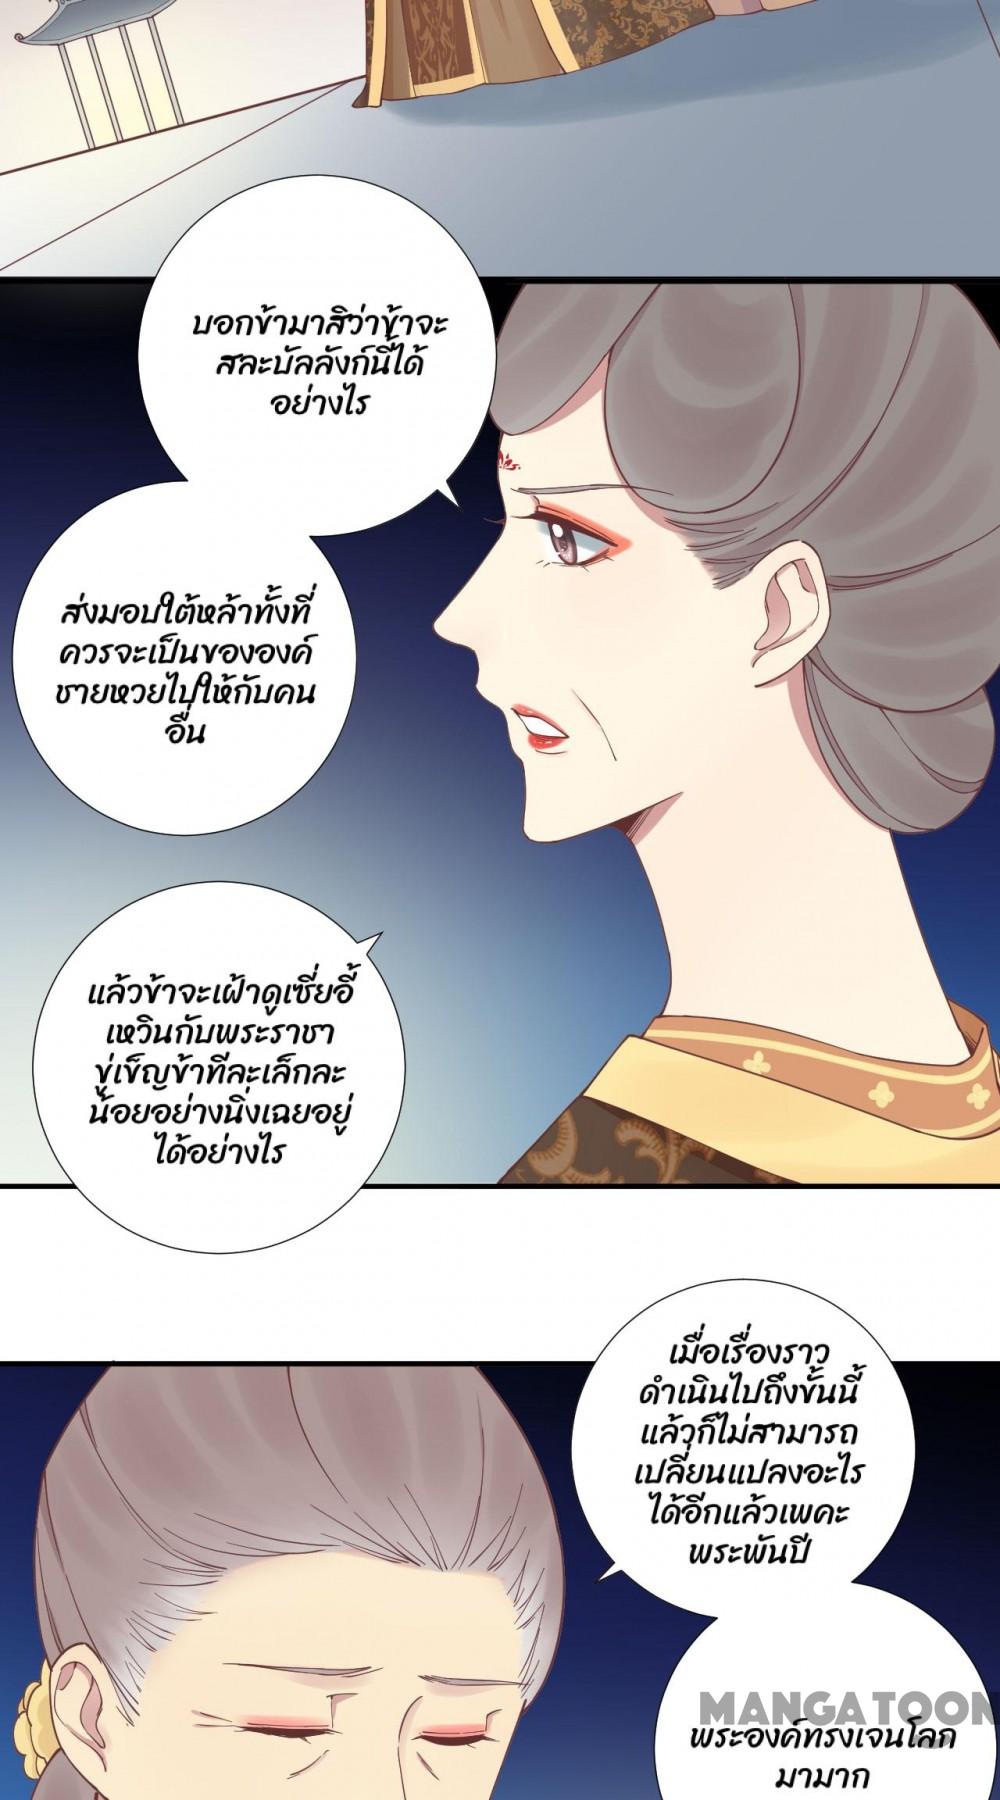 บอกข้ามาสิว่าข้าจะ
สละบัลลังก์นี้ได้
อย่างไร
ส่งมอบใต้หล้าทั้งที่
ควรจะเป็นขององค์
ชายหวยไปให้กับคน
อื่น
แล้วข้าจะเฝ้าดูเซี่ยอี้
เหวินกับพระราชา
ขู่เข็ญข้าทีละเล็กละ
น้อยอย่างนิ่งเฉยอยู่
ได้อย่างไร
เมื่อเรื่องราว
ดำเนินไปถึงขั้นนี้
แล้วก็ไม่สามารถ
เปลี่ยนแปลงอะไร
ได้อีกแล้วเพคะ
พระพันปี
MANGATOON
พระองค์ทรงเจนโลก
มามาก